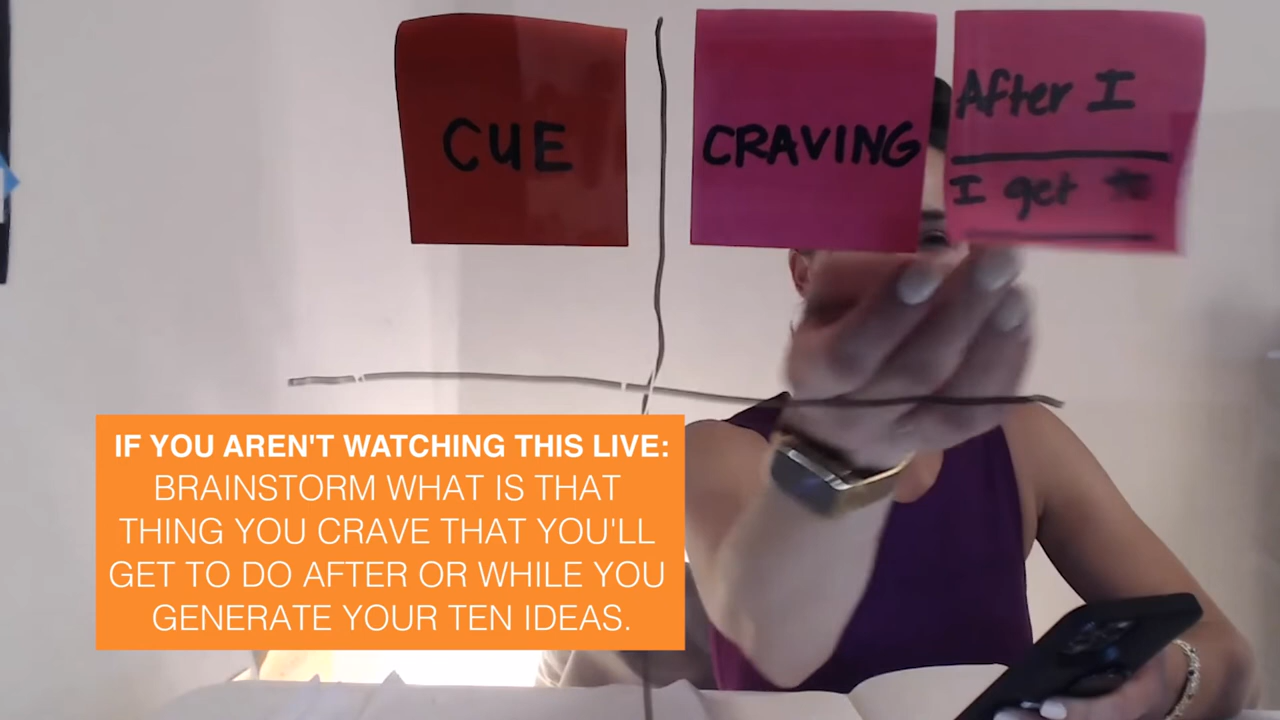 CUE
CRAVING
After I
I get to
IF YOU AREN'T WATCHING THIS LIVE:
BRAINSTORM WHAT IS THAT
THING YOU CRAVE THAT YOU'LL
GET TO DO AFTER OR WHILE YOU
GENERATE YOUR TEN IDEAS.